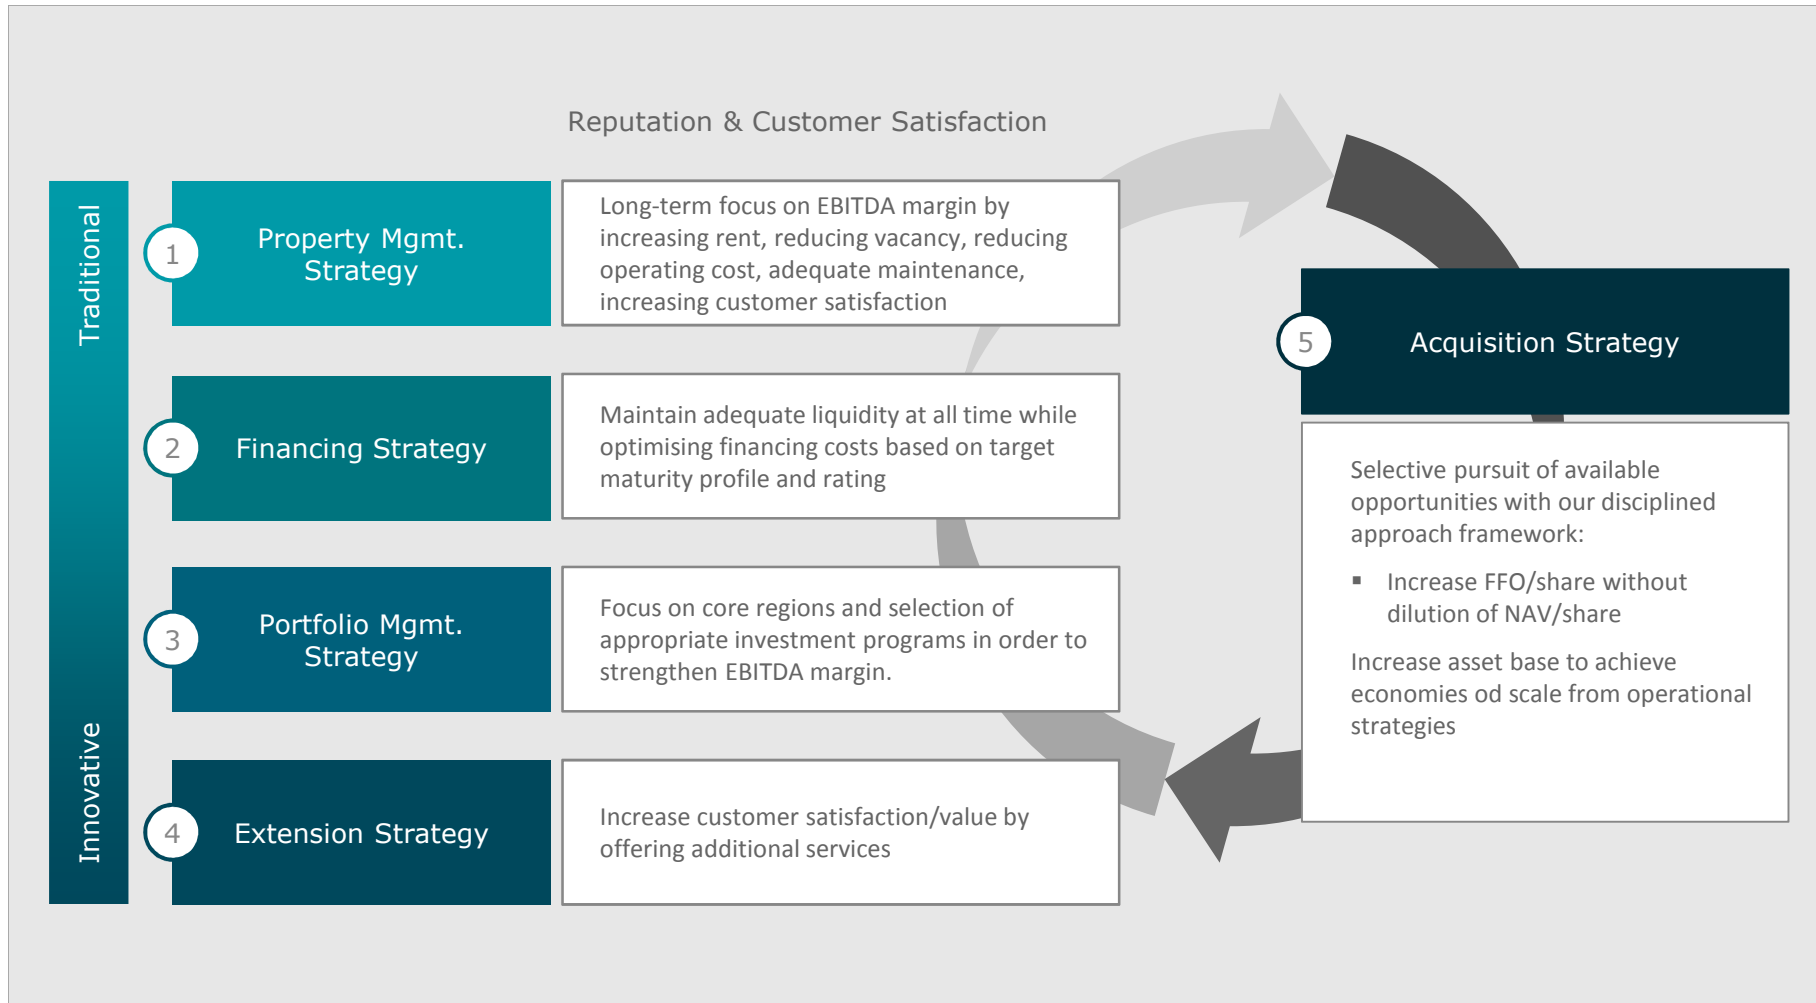 Reputation & Customer Satisfaction
Traditional
Innovative
1
Property Mgmt.
Strategy
Long-term focus on EBITDA margin by
increasing rent, reducing vacancy, reducing
operating cost, adequate maintenance,
increasing customer satisfaction
2
Financing Strategy
Maintain adequate liquidity at all time while
optimising financing costs based on target
maturity profile and rating
3
Portfolio Mgmt.
Strategy
Focus on core regions and selection of
appropriate investment programs in order to
strengthen EBITDA margin.
4
Extension Strategy
Increase customer satisfaction/value by
offering additional services
5
Acquisition Strategy
Selective pursuit of available
opportunities with our disciplined
approach framework:
▪ Increase FFO/share without
dilution of NAV/share
Increase asset base to achieve
economies od scale from operational
strategies